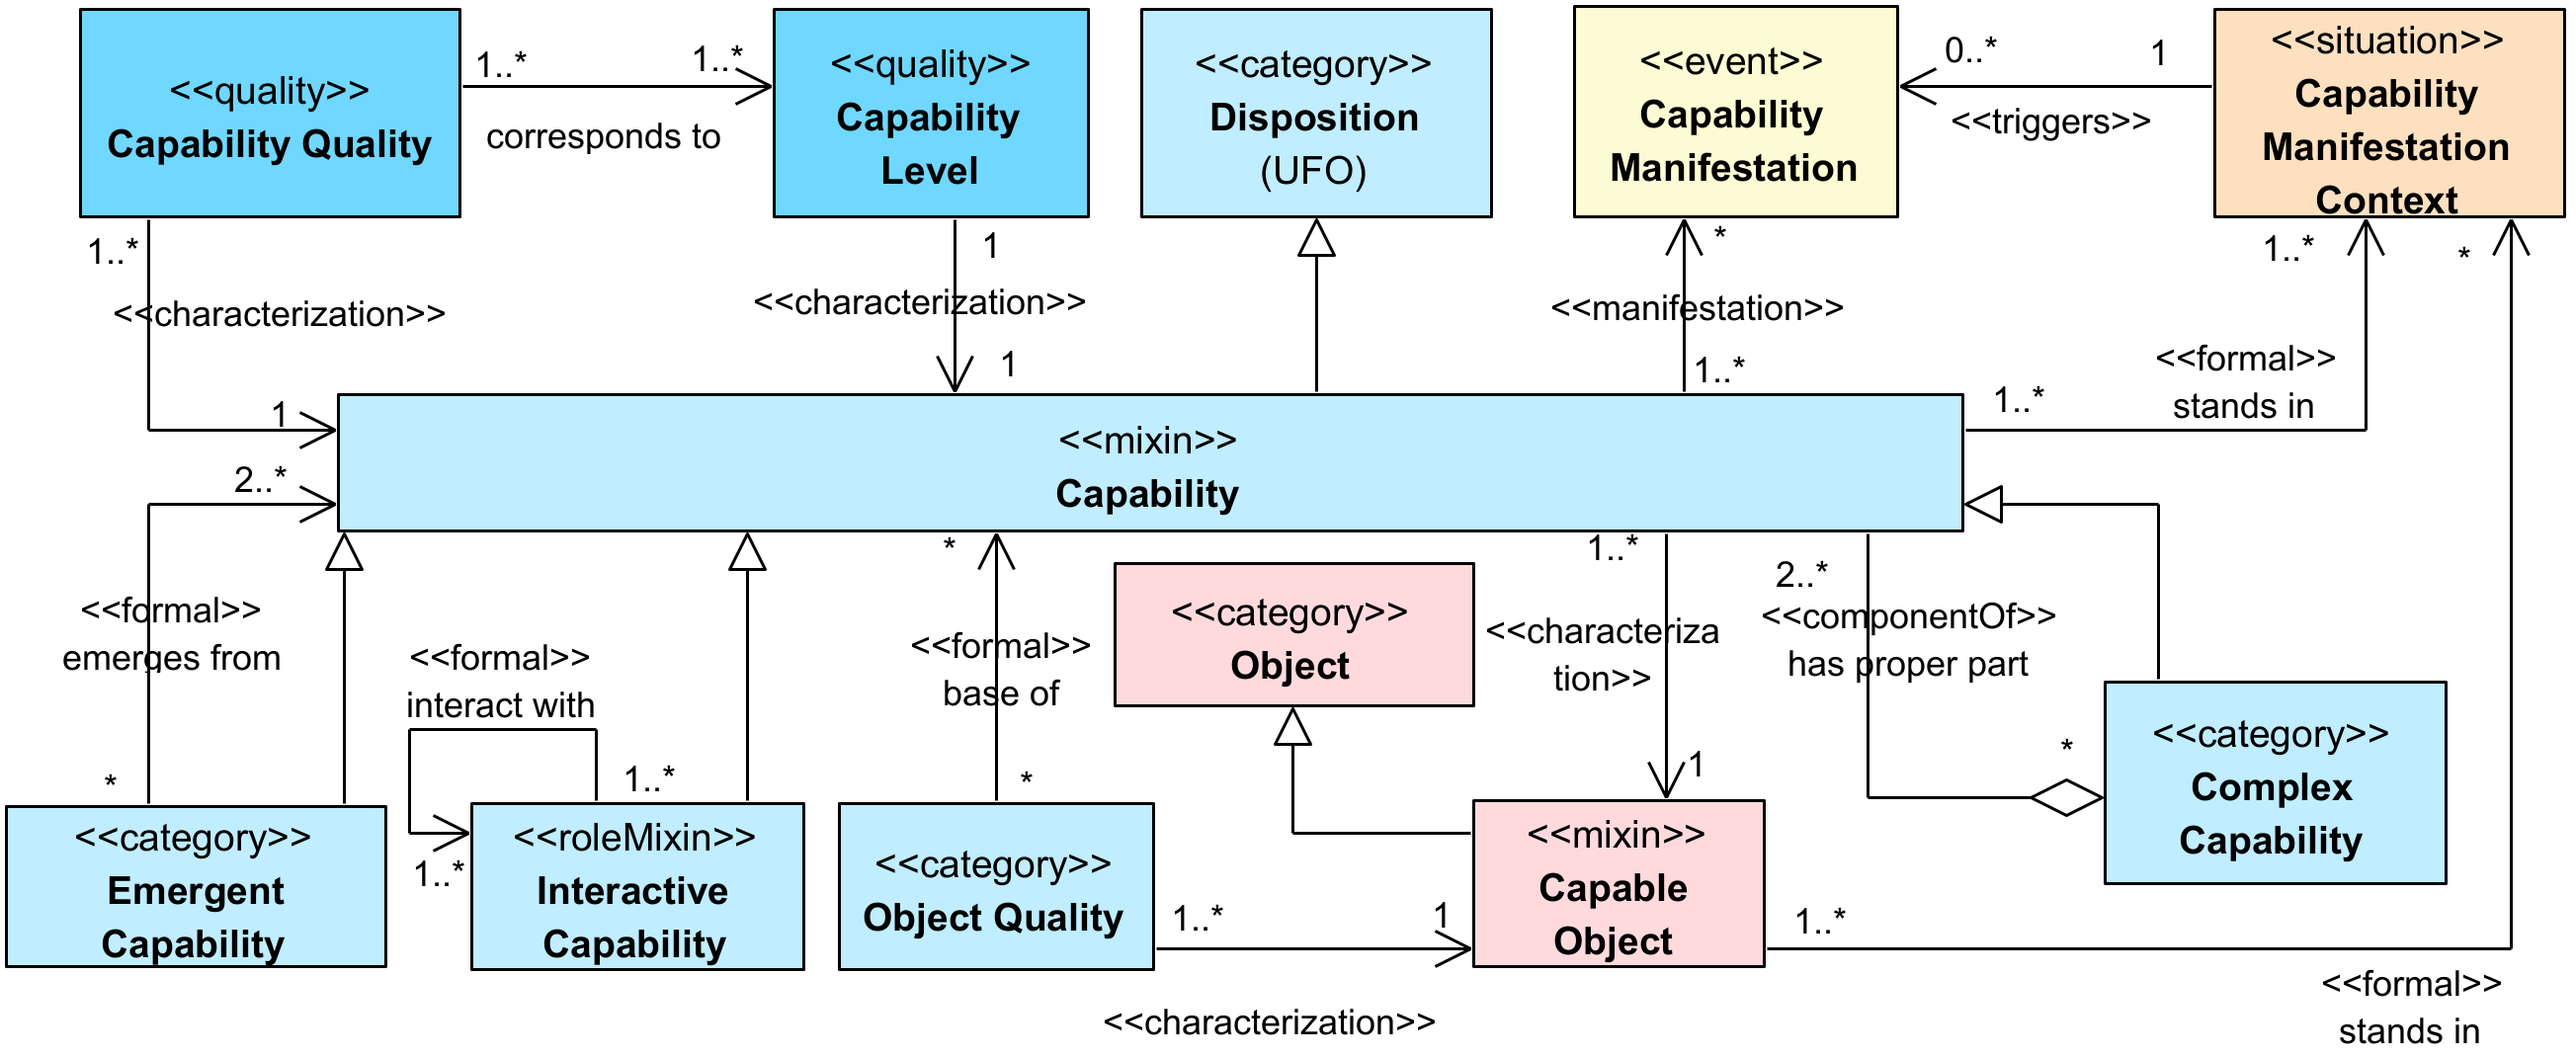 <<quality>>
Capability Quality
1..*
1..*
corresponds to
<<quality>>
Capability
Level
<<category>>
Disposition
(UFO)
<<event>>
Capability
Manifestation
0..*
1
<<triggers>>
<<situation>>
Capability
Manifestation
Context
1..*
<<characterization>>
1
1
<<characterization>>
1
*
<<manifestation>>
1..*
1..*
*
<<formal>>
stands in
1..*
<<mixin>>
Capability
2..*
<<formal>>
emerges from
*
<<formal>>
interact with
1..*
1..*
*
<<formal>>
base of
*
<<category>>
Object
1..*
<<characteriza
tion>>
1
2..*
<<componentOf>>
has proper part
*
<<category>>
Complex
Capability
<<category>>
Emergent
Capability
<<roleMixin>>
Interactive
Capability
<<category>>
Object Quality
1..*
1
<<characterization>>
<<mixin>>
Capable
Object
1..*
<<formal>>
stands in